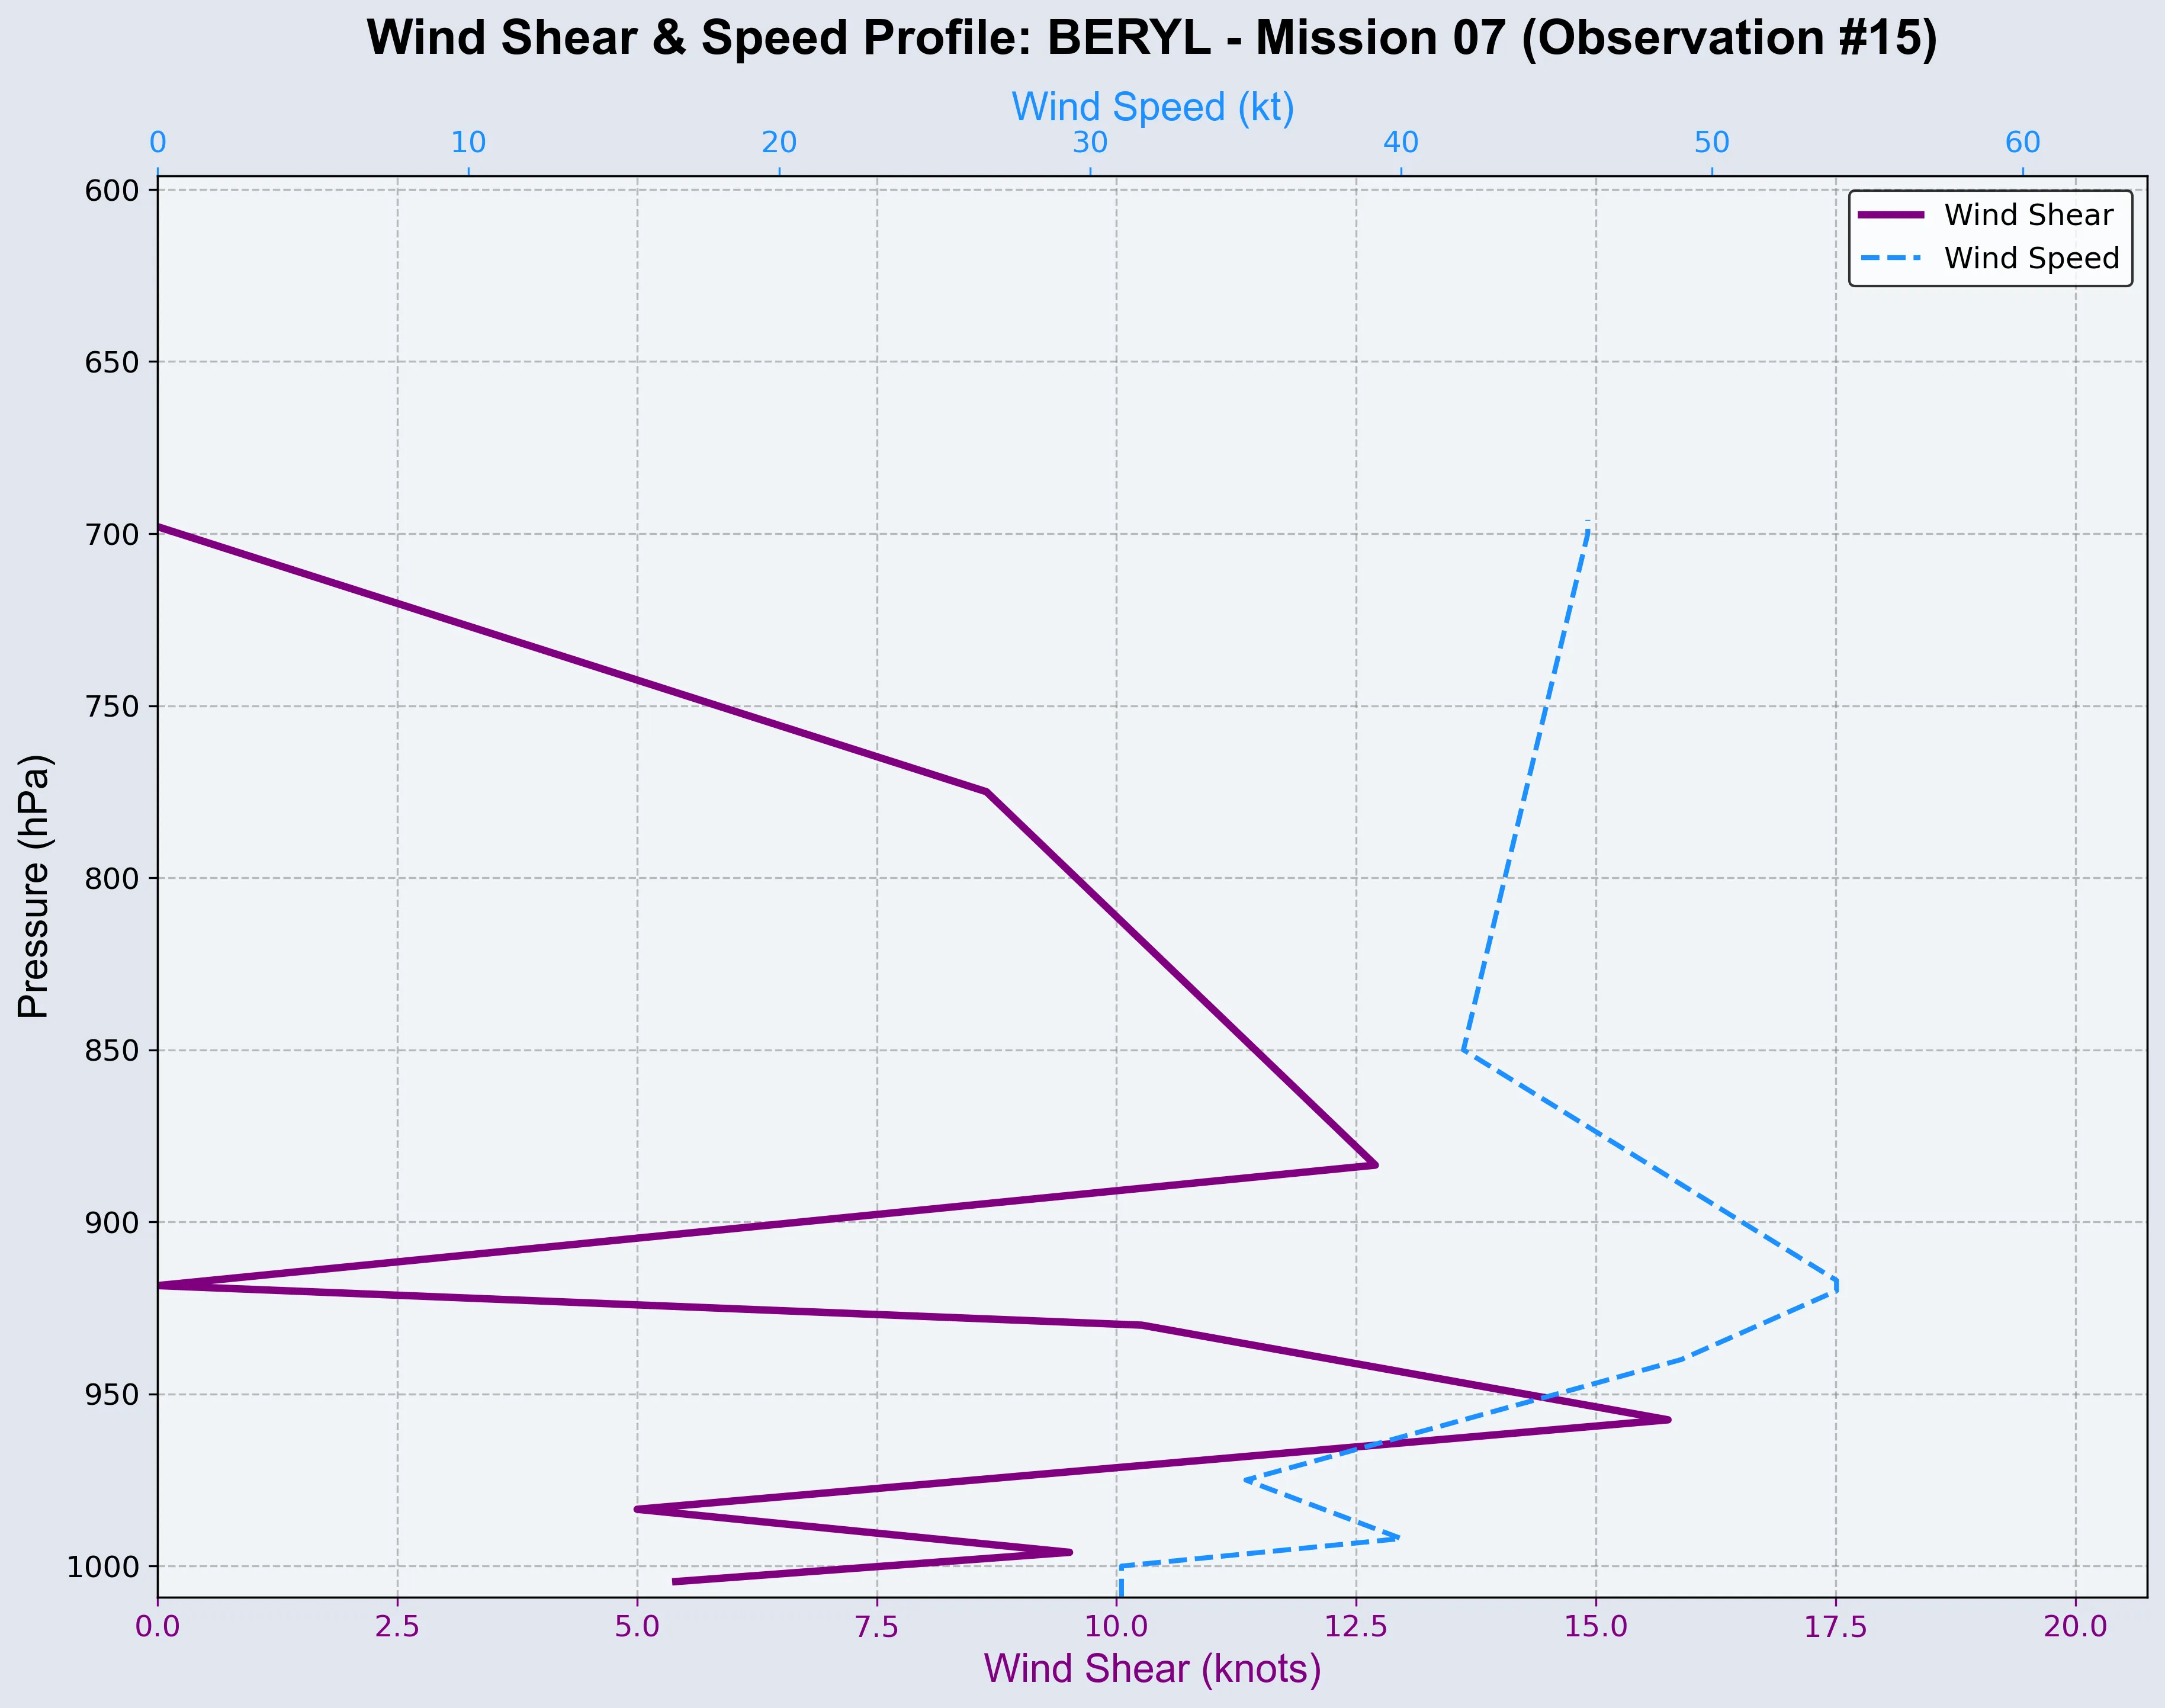 Wind Shear & Speed Profile: BERYL - Mission 07 (Observation #15)
Wind Speed (kt)
0 10 20 30 40 50 60
Wind Shear
Wind Speed
Pressure (hPa)
600
650
700
750
800
850
900
950
1000
0.0 2.5 5.0 7.5 10.0 12.5 15.0 17.5 20.0
Wind Shear (knots)